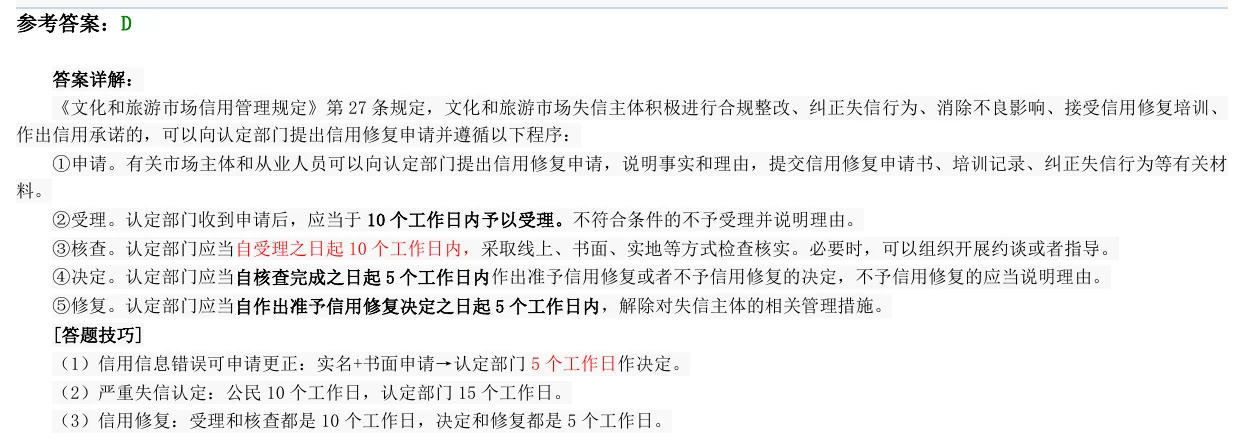 参考答案：D
答案详解：
《文化和旅游市场信用管理规定》第 27 条规定，文化和旅游市场失信主体积极进行合规整改、纠正失信行为、消除不良影响、接受信用修复培训、
作出信用承诺的，可以向认定部门提出信用修复申请并遵循以下程序：
①申请。有关市场主体和从业人员可以向认定部门提出信用修复申请，说明事实和理由，提交信用修复申请书、培训记录、纠正失信行为等有关材
料。
②受理。认定部门收到申请后，应当于 10 个工作日内予以受理。不符合条件的不予受理并说明理由。
③核查。认定部门应当自受理之日起 10 个工作日内，采取线上、书面、实地等方式检查核实。必要时，可以组织开展约谈或者指导。
④决定。认定部门应当自核查完成之日起 5 个工作日内作出准予信用修复或者不予信用修复的决定，不予信用修复的应当说明理由。
⑤修复。认定部门应当自作出准予信用修复决定之日起 5 个工作日内，解除对失信主体的相关管理措施。
[答题技巧]
（1）信用信息错误可申请更正：实名+书面申请→认定部门 5 个工作日作决定。
（2）严重失信认定：公民 10 个工作日，认定部门 15 个工作日。
（3）信用修复：受理和核查都是 10 个工作日，决定和修复都是 5 个工作日。